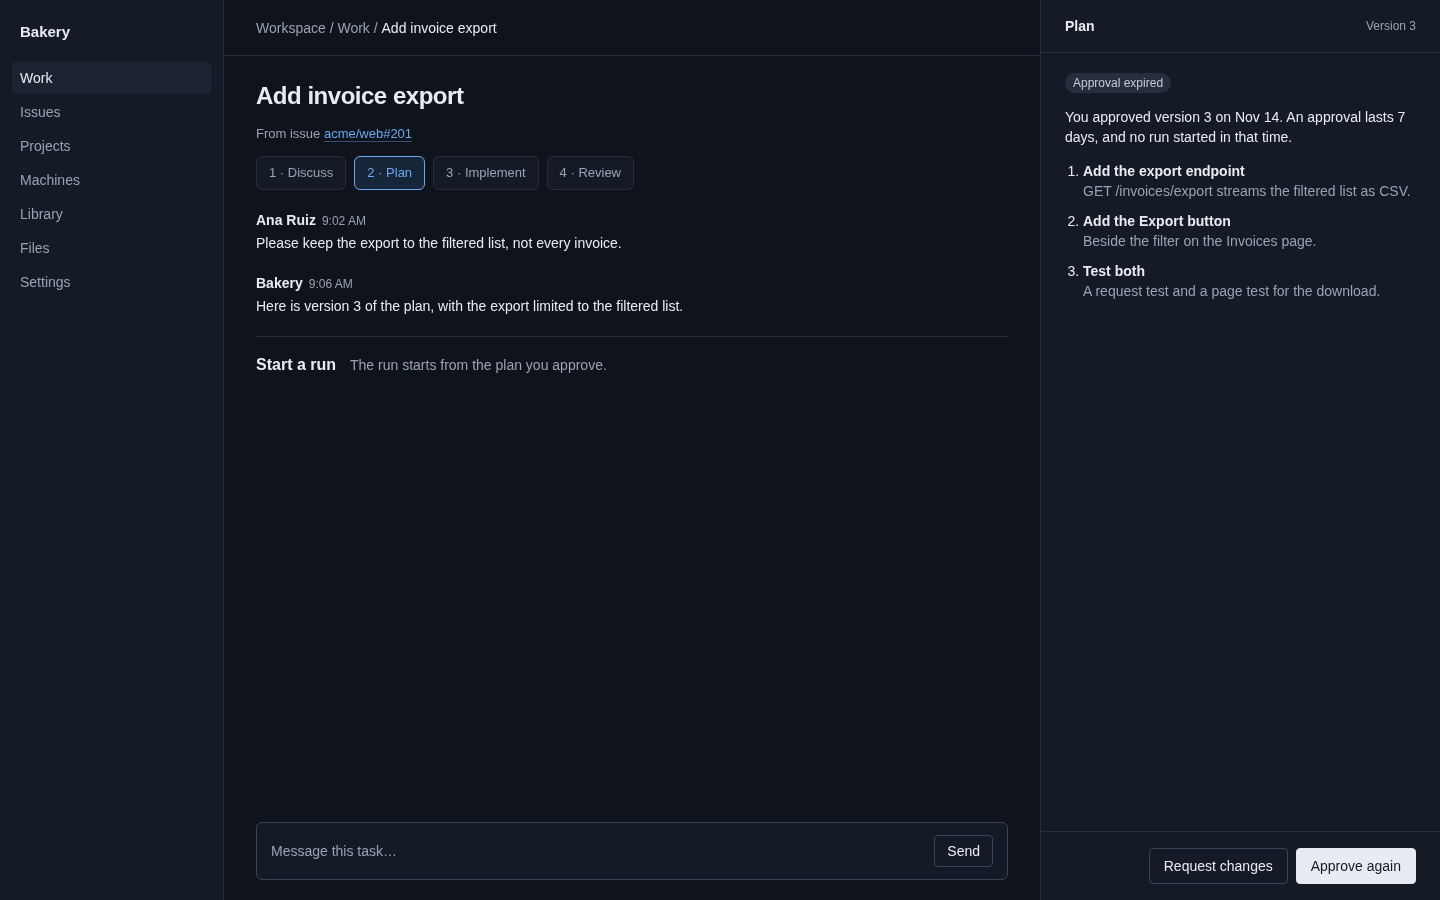 Bakery
Work
Issues
Projects
Machines
Library
Files
Settings
Workspace / Work / Add invoice export
Add invoice export
From issue acme/web#201
1 · Discuss
2 · Plan
3 · Implement
4 · Review
Ana Ruiz 9:02 AM
Please keep the export to the filtered list, not every invoice.
Bakery 9:06 AM
Here is version 3 of the plan, with the export limited to the filtered list.
Start a run The run starts from the plan you approve.
Message this task…
Send
Plan
Version 3
Approval expired
You approved version 3 on Nov 14. An approval lasts 7
days, and no run started in that time.
1. Add the export endpoint
GET /invoices/export streams the filtered list as CSV.
2. Add the Export button
Beside the filter on the Invoices page.
3. Test both
A request test and a page test for the download.
Request changes
Approve again